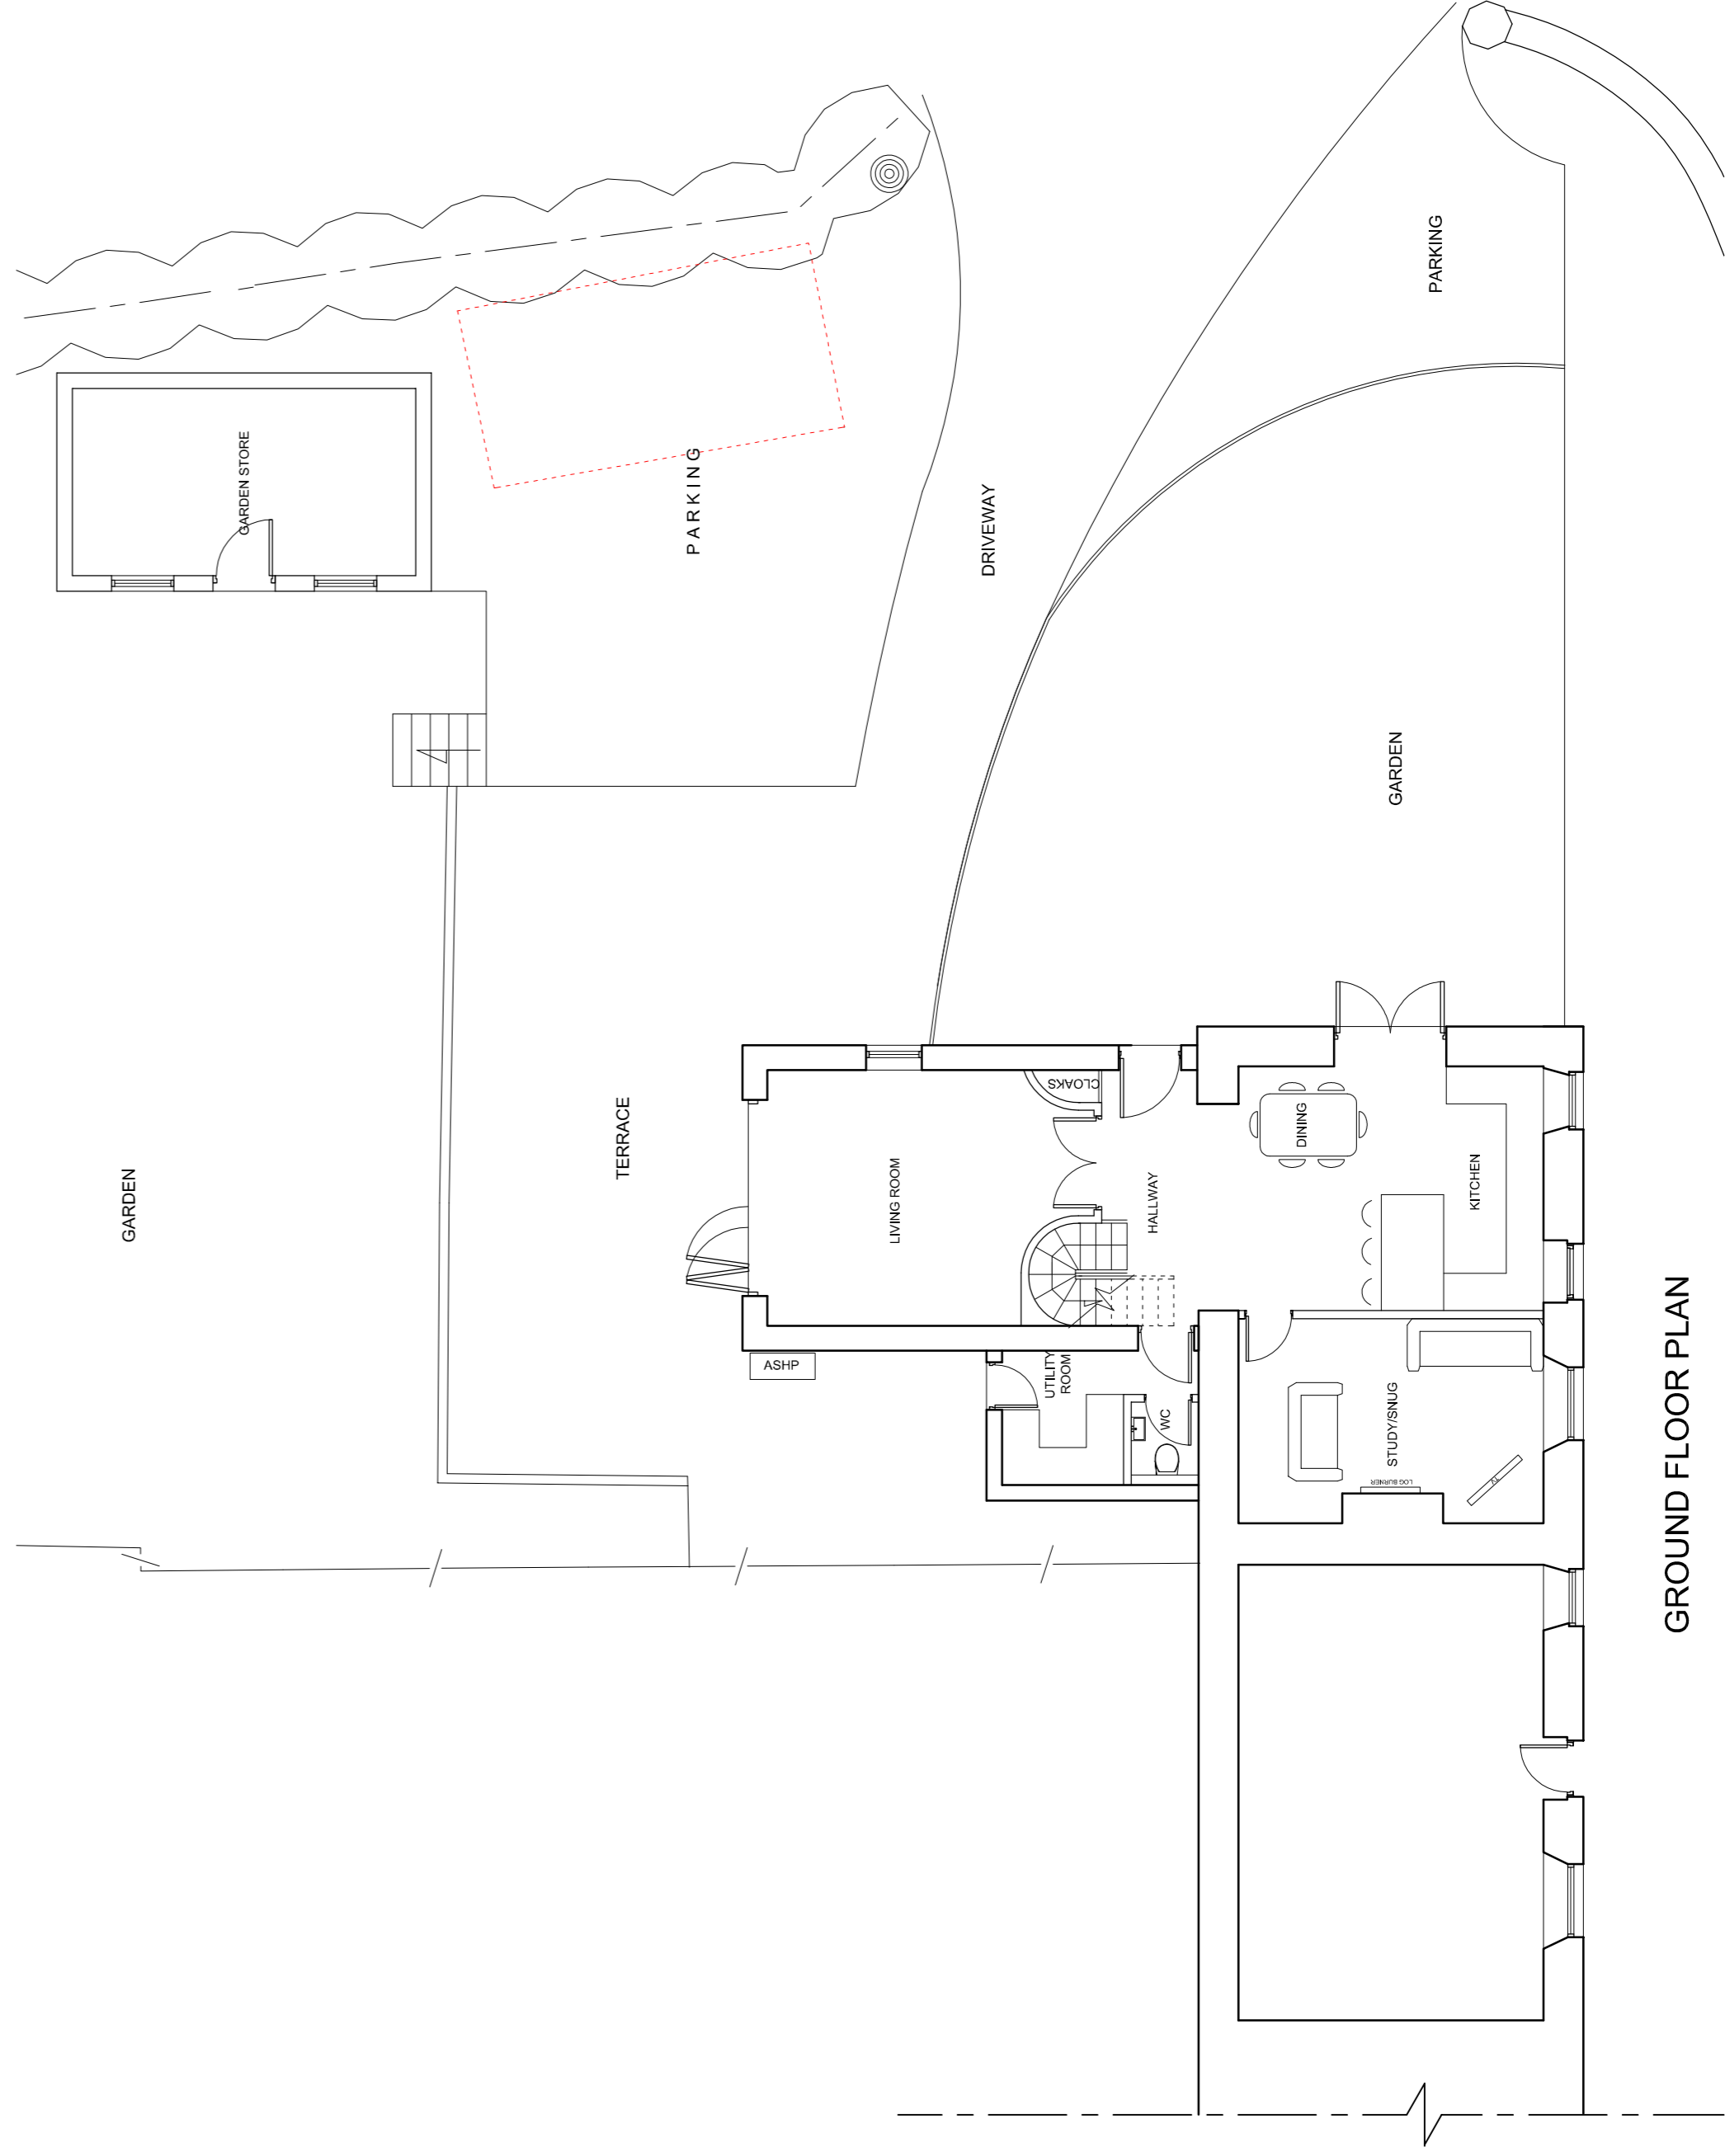 GARDEN
GARDEN STORE
PARKING
DRIVEWAY
PARKING
GARDEN
TERRACE
LIVING ROOM
CLOAKS
HALLWAY
DINING
KITCHEN
ASHP
UTILITY
ROOM
WC
STUDY/SNUG
LOG BURNER
TV
GROUND FLOOR PLAN